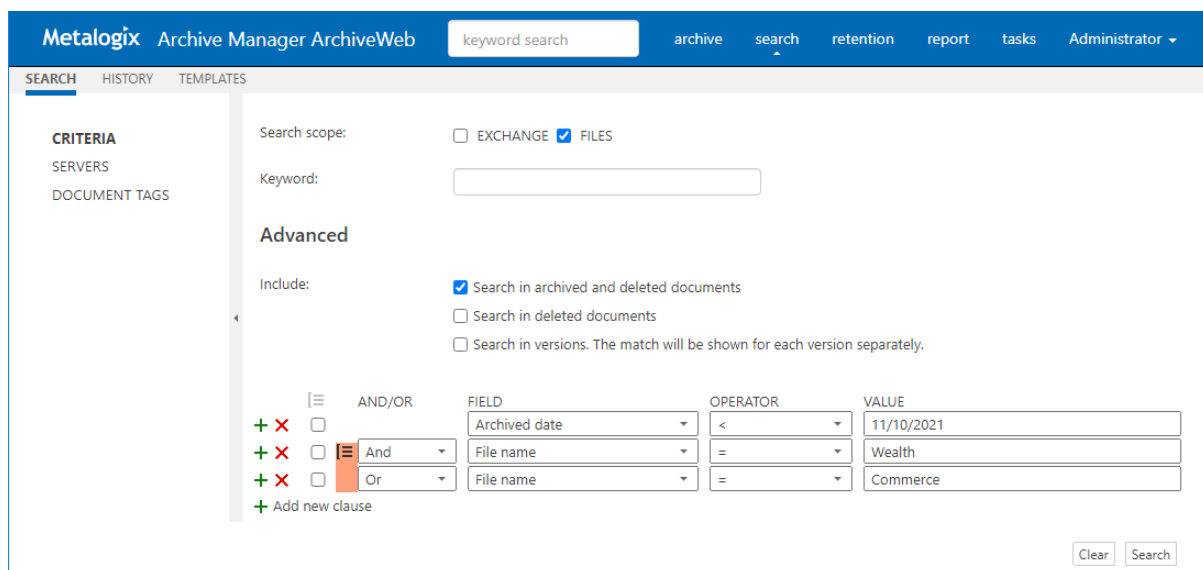 Metalogix Archive Manager ArchiveWeb keyword search archive search retention report tasks Administrator
SEARCH HISTORY TEMPLATES
CRITERIA
SERVERS
DOCUMENT TAGS
Search scope: EXCHANGE FILES
Keyword:
Advanced
Include: Search in archived and deleted documents
Search in deleted documents
Search in versions. The match will be shown for each version separately.
AND/OR FIELD OPERATOR VALUE
Archived date < 11/10/2021
And File name = Wealth
Or File name = Commerce
Add new clause
Clear Search